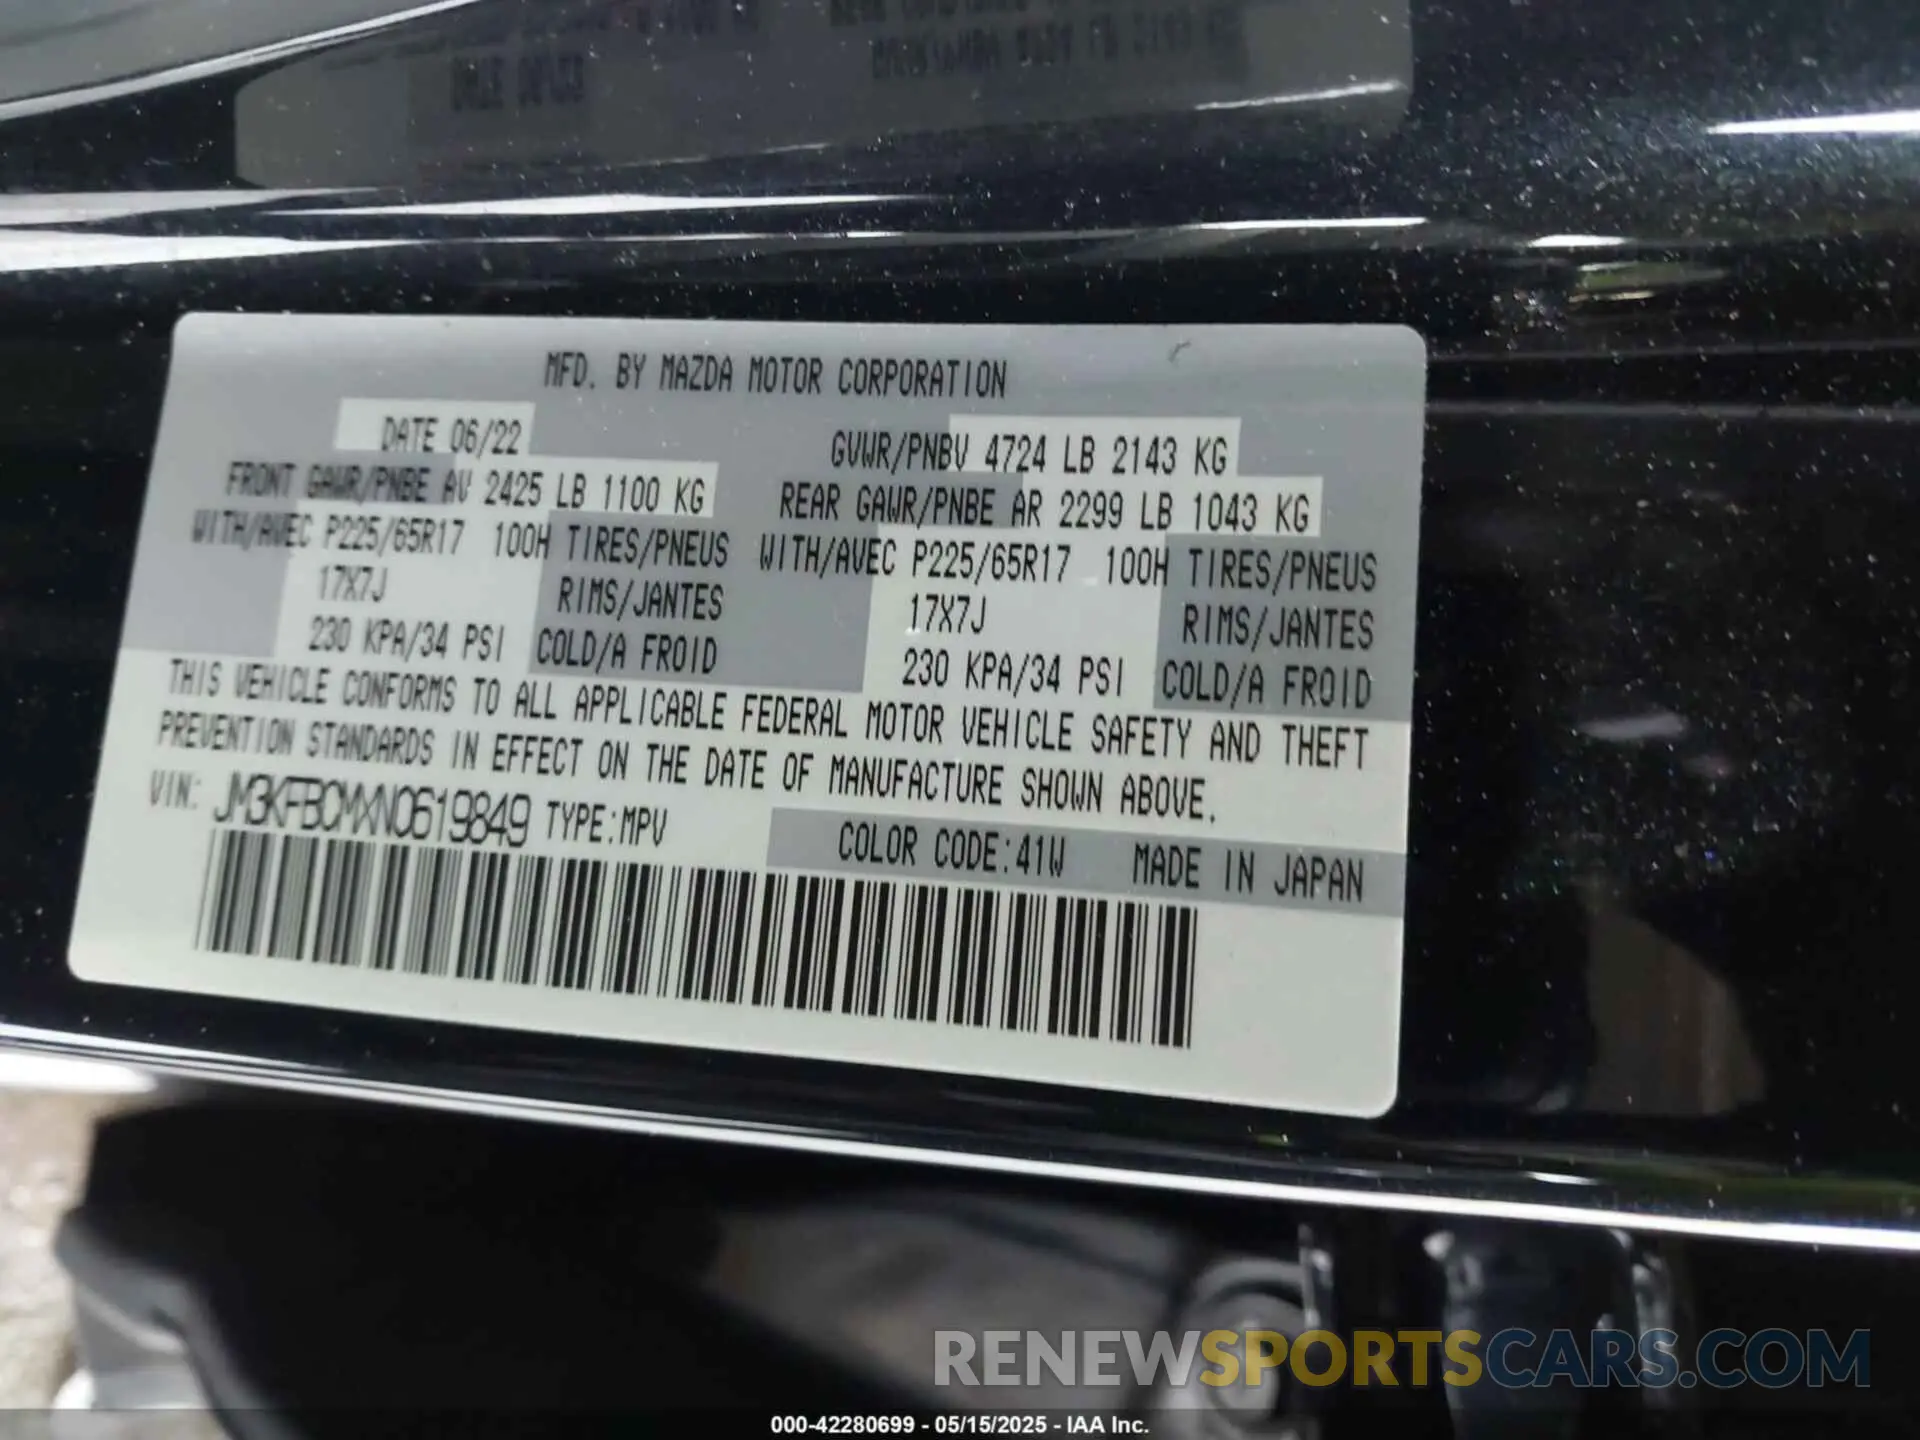 MFD. BY MAZDA MOTOR CORPORATION
DATE 06/22
GVWR/PNBV 4724 LB 2143 KG
FRONT GAWR/PNBE AV 2425 LB 1100 KG
REAR GAWR/PNBE AR 2299 LB 1043 KG
WITH/AVEC P225/65R17 100H TIRES/PNEUS
WITH/AVEC P225/65R17 100H TIRES/PNEUS
17X7J RIMS/JANTES
17X7J RIMS/JANTES
230 KPA/34 PSI COLD/A FROID
230 KPA/34 PSI COLD/A FROID
THIS VEHICLE CONFORMS TO ALL APPLICABLE FEDERAL MOTOR VEHICLE SAFETY AND THEFT
PREVENTION STANDARDS IN EFFECT ON THE DATE OF MANUFACTURE SHOWN ABOVE.
VIN: JM3KFBCMXN0619849 TYPE:MPV
COLOR CODE:41W MADE IN JAPAN
RENEWSPORTSCARS.COM
000-42280699 - 05/15/2025 - IAA Inc.